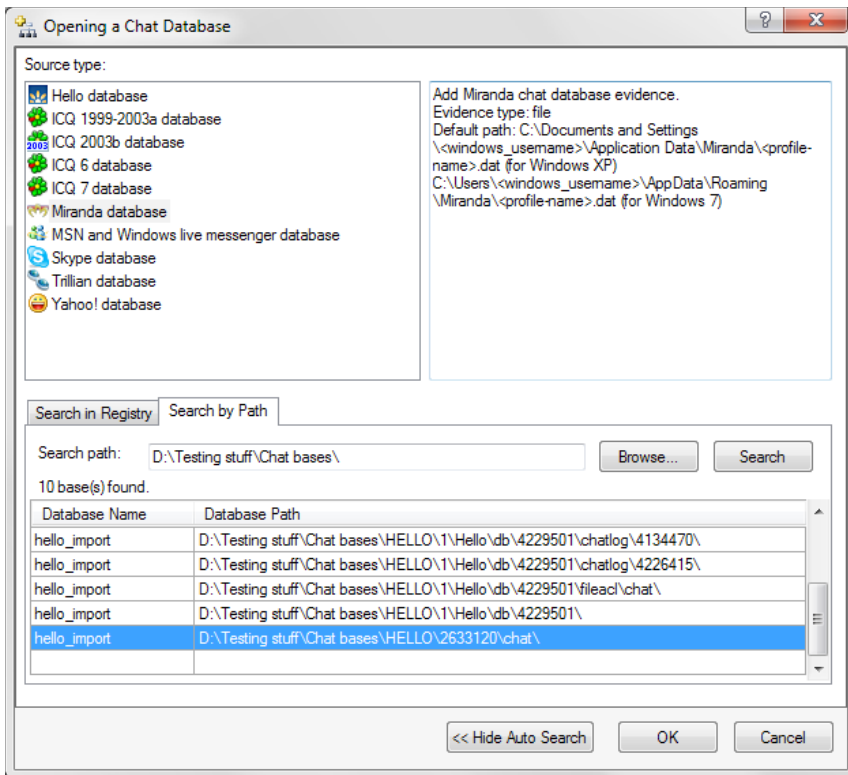 Opening a Chat Database
Source type:
Hello database
ICQ 1999-2003a database
2003 ICQ 2003b database
ICQ 6 database
ICQ 7 database
Miranda database
MSN and Windows live messenger database
Skype database
Trillian database
Yahoo! database
Add Miranda chat database evidence.
Evidence type: file
Default path: C:\Documents and Settings
\<windows_username>\Application Data\Miranda\<profile-
name>.dat (for Windows XP)
C:\Users\<windows_username>\AppData\Roaming
\Miranda\<profile-name>.dat (for Windows 7)
Search in Registry Search by Path
Search path: D:\Testing stuff\Chat bases\ Browse... Search
10 base(s) found.
Database Name Database Path
hello_import D:\Testing stuff\Chat bases\HELLO\1\Hello\db\4229501\chatlog\4134470\
hello_import D:\Testing stuff\Chat bases\HELLO\1\Hello\db\4229501\chatlog\4226415\
hello_import D:\Testing stuff\Chat bases\HELLO\1\Hello\db\4229501\fileacl\chat\
hello_import D:\Testing stuff\Chat bases\HELLO\1\Hello\db\4229501\
hello_import D:\Testing stuff\Chat bases\HELLO\2633120\chat\
<< Hide Auto Search OK Cancel